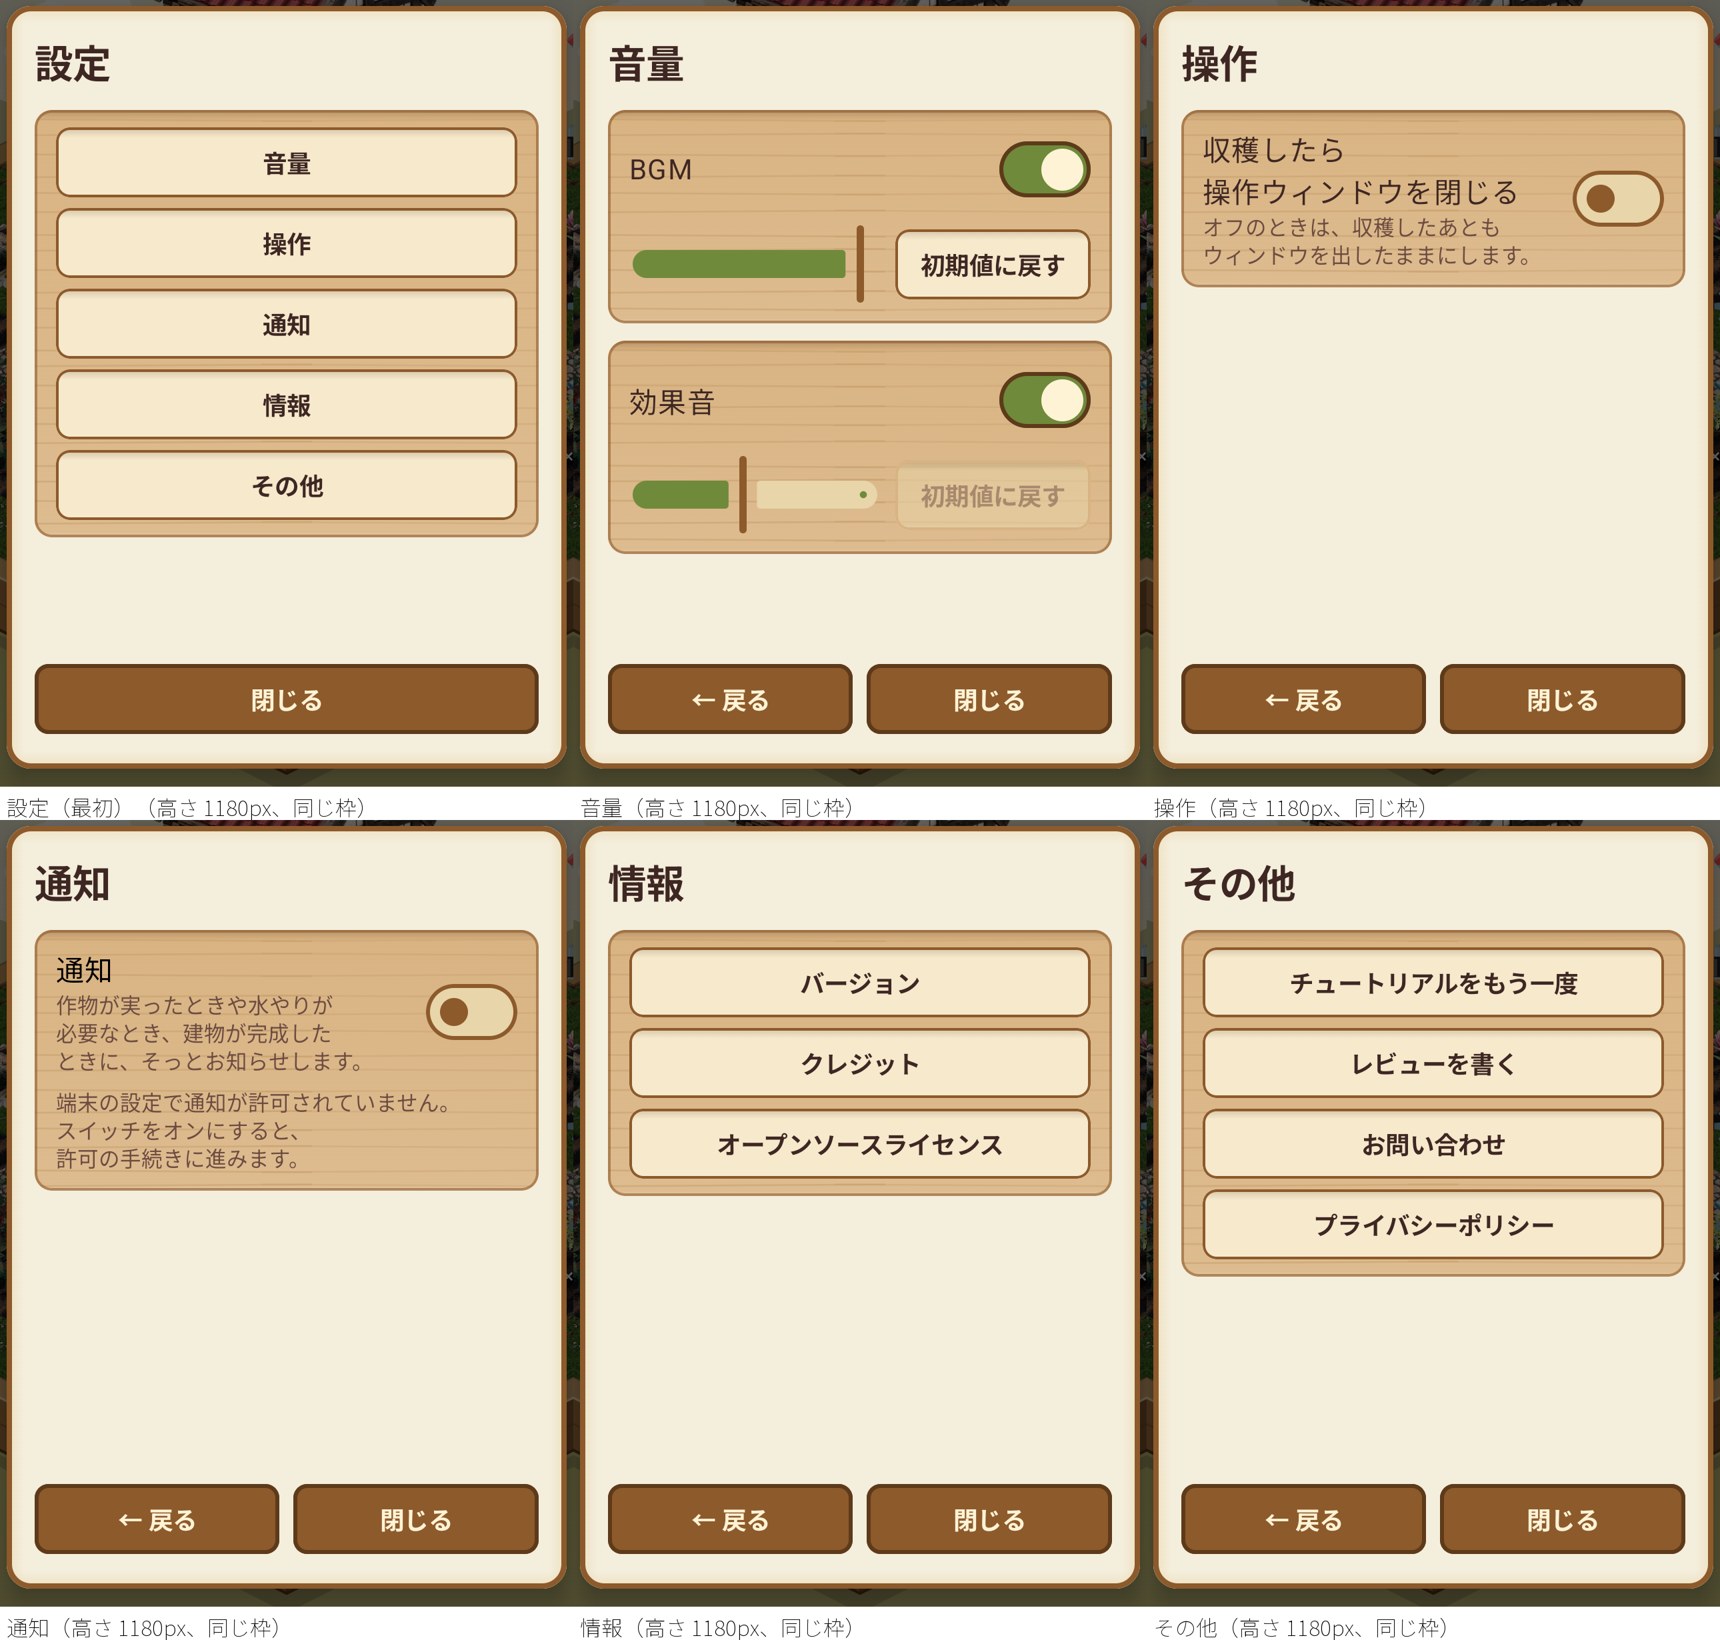 設定
音量
操作
通知
情報
その他
閉じる
設定（最初）（高さ 1180px、同じ枠）
音量
BGM
初期値に戻す
効果音
初期値に戻す
← 戻る
閉じる
音量（高さ 1180px、同じ枠）
操作
収穫したら
操作ウィンドウを閉じる
オフのときは、収穫したあとも
ウィンドウを出したままにします。
← 戻る
閉じる
操作（高さ 1180px、同じ枠）
通知
通知
作物が実ったときや水やりが
必要なとき、建物が完成した
ときに、そっとお知らせします。
端末の設定で通知が許可されていません。
スイッチをオンにすると、
許可の手続きに進みます。
← 戻る
閉じる
通知（高さ 1180px、同じ枠）
情報
バージョン
クレジット
オープンソースライセンス
← 戻る
閉じる
情報（高さ 1180px、同じ枠）
その他
チュートリアルをもう一度
レビューを書く
お問い合わせ
プライバシーポリシー
← 戻る
閉じる
その他（高さ 1180px、同じ枠）